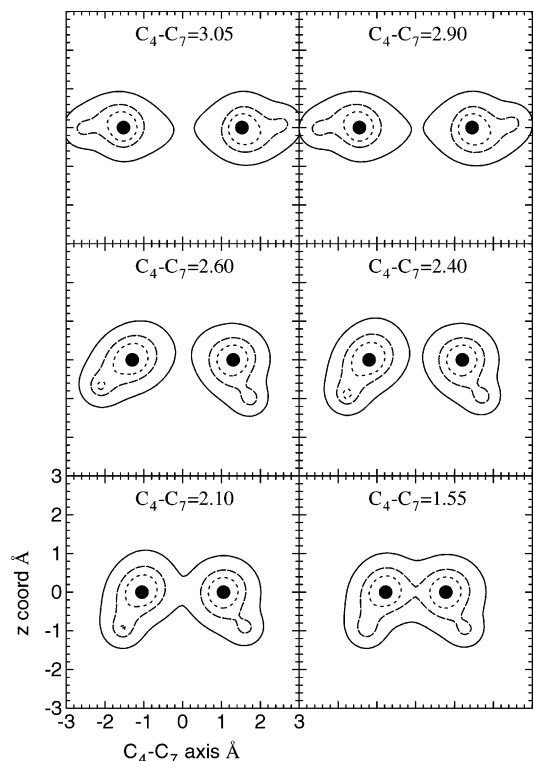 C₄-C₇=3.05
C₄-C₇=2.90
C₄-C₇=2.60
C₄-C₇=2.40
C₄-C₇=2.10
C₄-C₇=1.55
3
2
1
0
-1
-2
-3
z coord Å
-3 -2 -1 0 1 2 3
C₄-C₇ axis Å